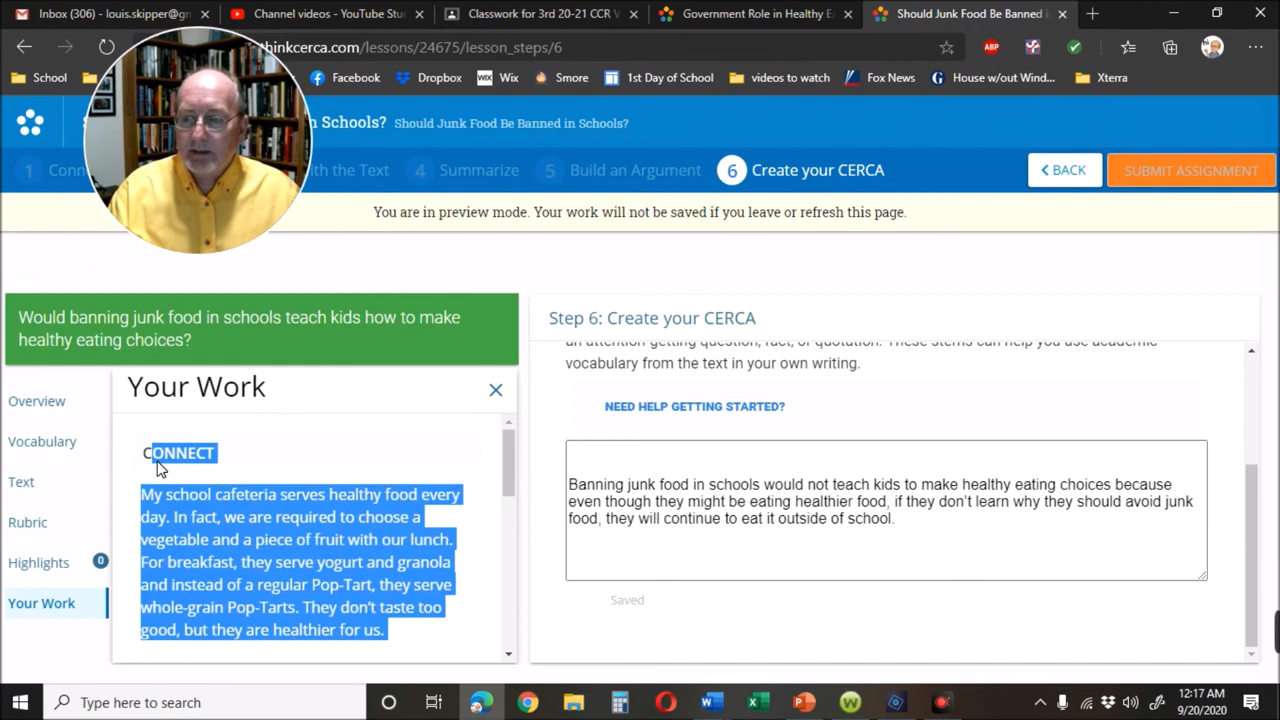 Inbox (306) - louis.skipper@gm
Channel videos - YouTube Stu
Classwork for 3rd 20-21 CCR V
Government Role in Healthy E
Should Junk Food Be Banned i
thinkcerca.com/lessons/24675/lesson_steps/6
ABP
School
Facebook
Dropbox
WIX Wix
Smore
1st Day of School
videos to watch
Fox News
G House w/out Wind...
Xterra
n Schools? Should Junk Food Be Banned in Schools?
1 Conn
ith the Text
4 Summarize
5 Build an Argument
6 Create your CERCA
BACK
SUBMIT ASSIGNMENT
You are in preview mode. Your work will not be saved if you leave or refresh this page.
Would banning junk food in schools teach kids how to make
healthy eating choices?
Step 6: Create your CERCA
Overview
Vocabulary
Text
Rubric
Highlights 0
Your Work
Your Work
CONNECT
My school cafeteria serves healthy food every
day. In fact, we are required to choose a
vegetable and a piece of fruit with our lunch.
For breakfast, they serve yogurt and granola
and instead of a regular Pop-Tart, they serve
whole-grain Pop-Tarts. They don't taste too
good, but they are healthier for us.
an attention getting question, fact, or quotation. These stems can help you use academic
vocabulary from the text in your own writing.
NEED HELP GETTING STARTED?
Banning junk food in schools would not teach kids to make healthy eating choices because
even though they might be eating healthier food, if they don't learn why they should avoid junk
food, they will continue to eat it outside of school.
Saved
Type here to search
12:17 AM
9/20/2020